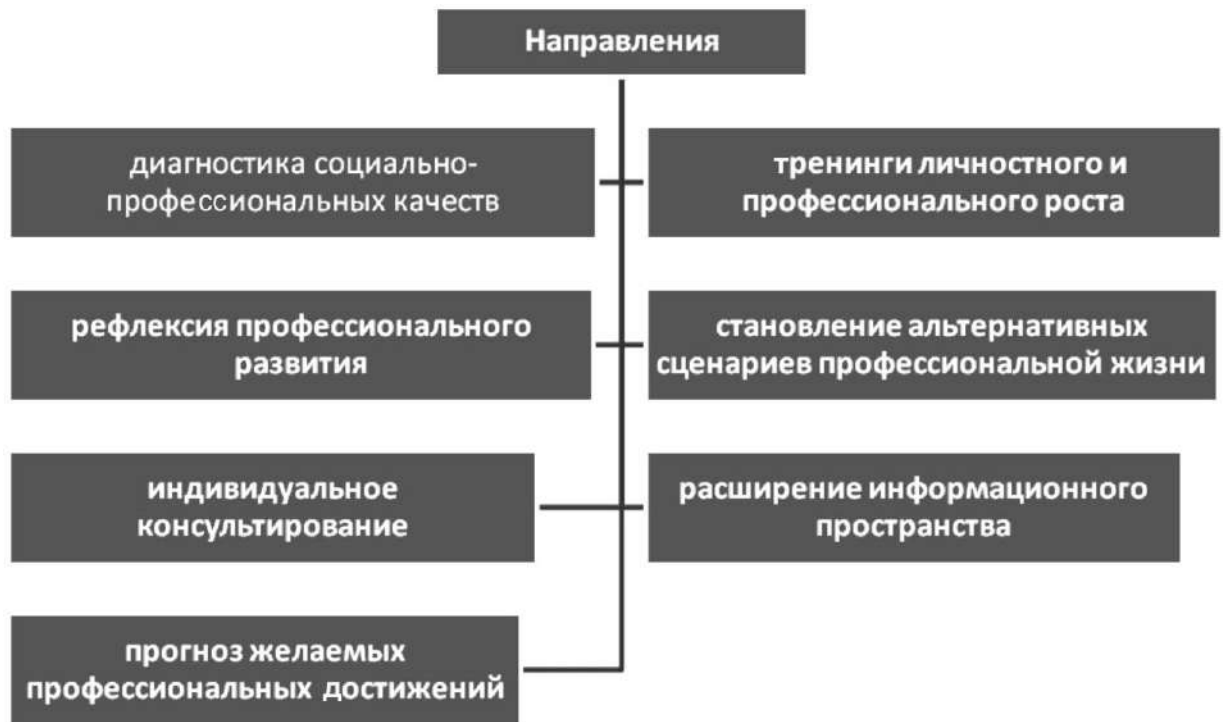 Направления
диагностика социально-
профессиональных качеств
тренинги личностного и
профессионального роста
рефлексия профессионального
развития
становление альтернативных
сценариев профессиональной жизни
индивидуальное
консультирование
расширение информационного
пространства
прогноз желаемых
профессиональных достижений